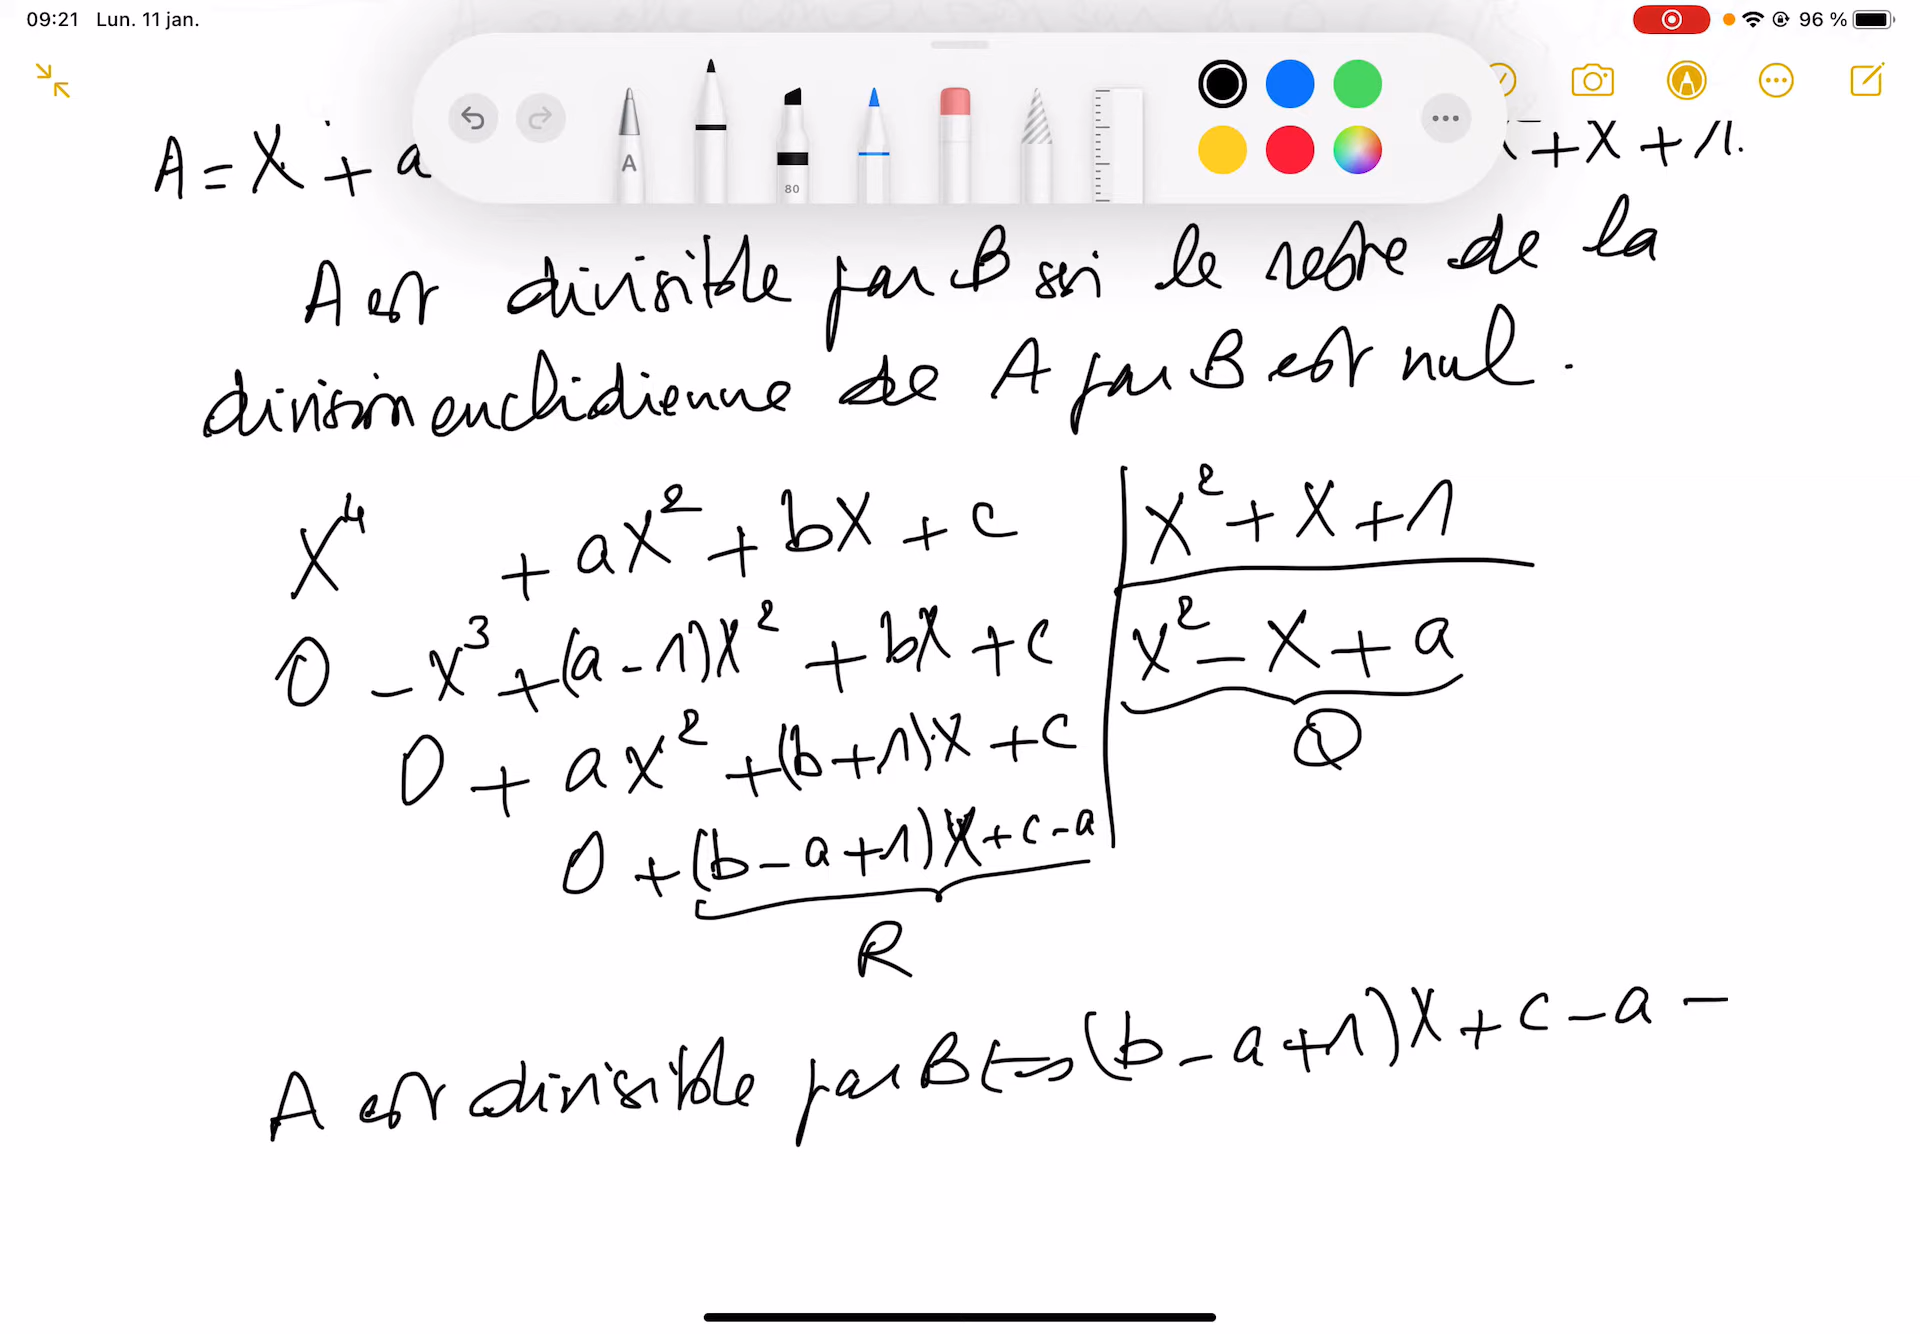 09:21 Lun. 11 jan. 96 %
A
80
A = X + a
+ X + 1.
A est divisible par B ssi le reste de la
division euclidienne de A par B est nul.
X⁴ + aX² + bX + c | X² + X + 1
0 - X³ + (a - 1)X² + bX + c | X² - X + a
0 + aX² + (b + 1)X + c Q
0 + (b - a + 1)X + c - a
R
A est divisible par B ⟺ (b - a + 1)X + c - a -